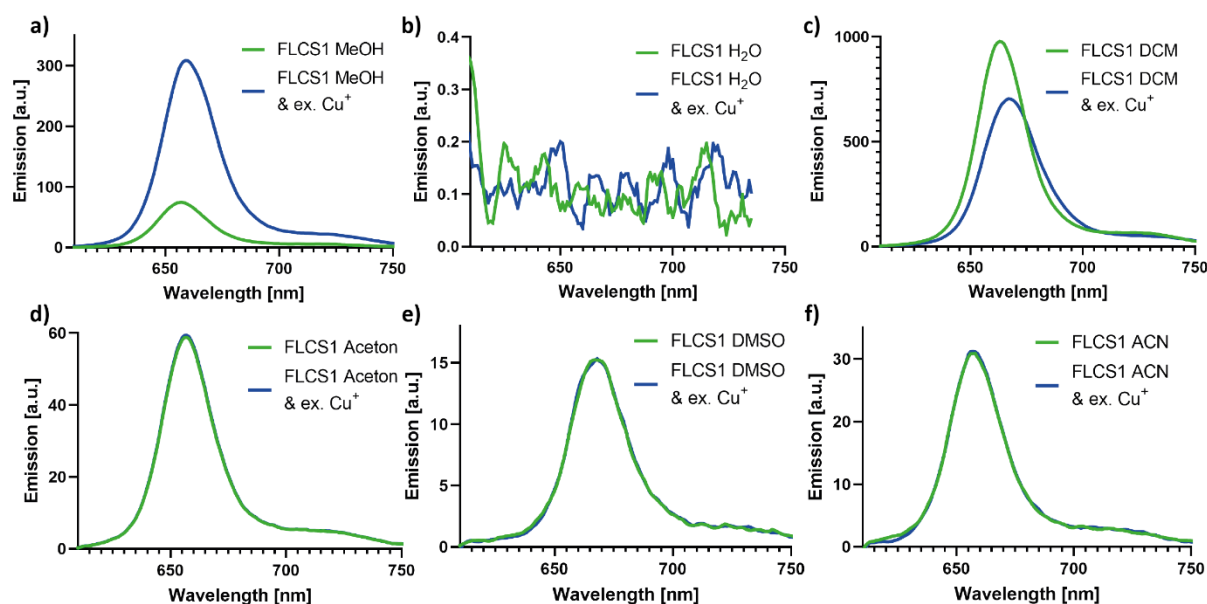 a)
FLCS1 MeOH
FLCS1 MeOH
& ex. Cu⁺
Emission [a.u.]
300
200
100
0
650
700
750
Wavelength [nm]
b)
FLCS1 H₂O
FLCS1 H₂O
& ex. Cu⁺
Emission [a.u.]
0.4
0.3
0.2
0.1
0.0
650
700
750
Wavelength [nm]
c)
FLCS1 DCM
FLCS1 DCM
& ex. Cu⁺
Emission [a.u.]
1000
500
0
650
700
750
Wavelength [nm]
d)
FLCS1 Aceton
FLCS1 Aceton
& ex. Cu⁺
Emission [a.u.]
60
40
20
0
650
700
750
Wavelength [nm]
e)
FLCS1 DMSO
FLCS1 DMSO
& ex. Cu⁺
Emission [a.u.]
15
10
5
0
650
700
750
Wavelength [nm]
f)
FLCS1 ACN
FLCS1 ACN
& ex. Cu⁺
Emission [a.u.]
30
20
10
0
650
700
750
Wavelength [nm]